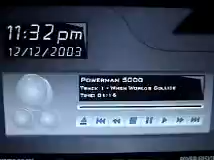 11:32 pm
12/12/2003
Powerman 5000
Track 1 - When Worlds Collide
Time: 01:16